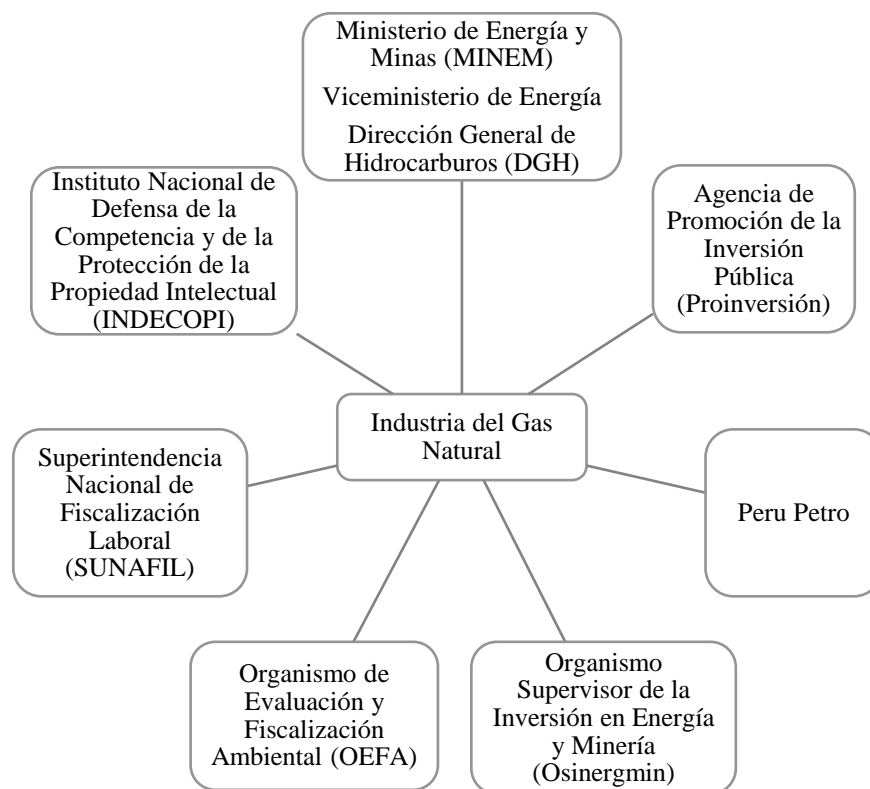 Ministerio de Energía y
Minas (MINEM)
Viceministerio de Energía
Dirección General de
Hidrocarburos (DGH)
Instituto Nacional de
Defensa de la
Competencia y de la
Protección de la
Propiedad Intelectual
(INDECOPI)
Agencia de
Promoción de la
Inversión
Pública
(Proinversión)
Industria del Gas
Natural
Superintendencia
Nacional de
Fiscalización
Laboral
(SUNAFIL)
Peru Petro
Organismo de
Evaluación y
Fiscalización
Ambiental (OEFA)
Organismo
Supervisor de la
Inversión en Energía
y Minería
(Osinergmin)